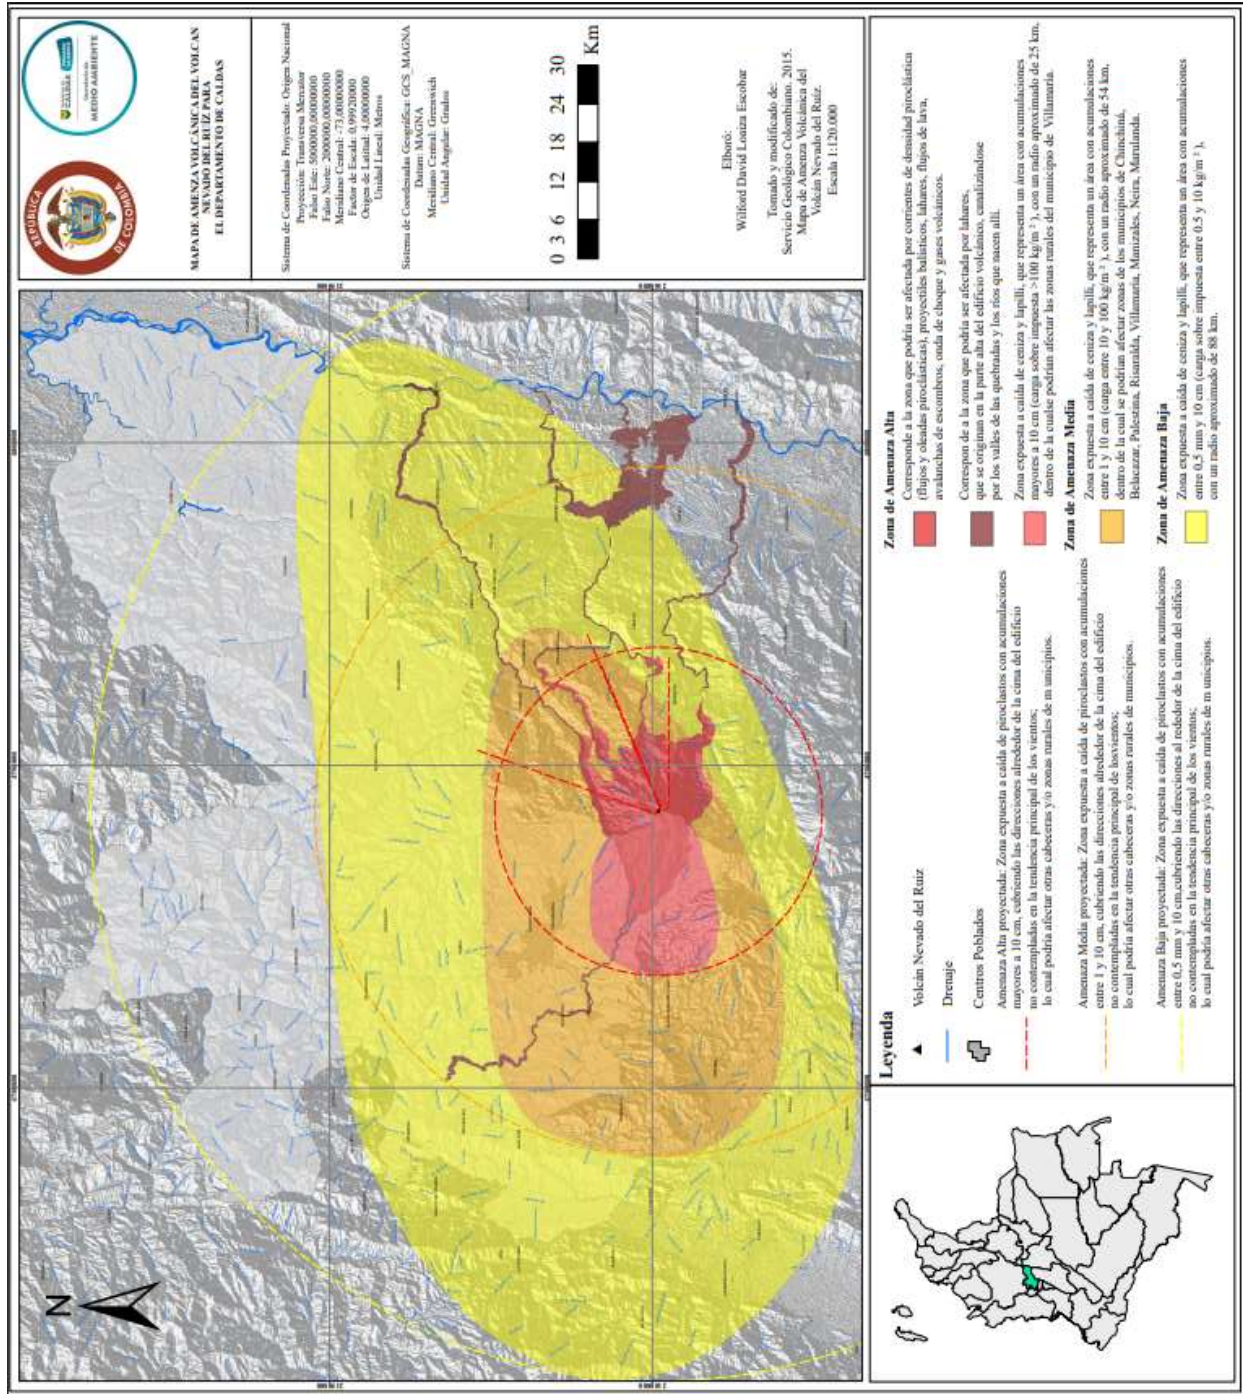 REPÚBLICA
DE COLOMBIA
MEDIO AMBIENTE
MAPA DE AMENZA VOLCÁNICA DEL VOLCAN
NEVADO DEL RUÍZ PARA
EL DEPARTAMENTO DE CALDAS
Sistema de Coordenadas Proyectado: Origen Nacional
Proyección: Transversa Mercator
Falso Este: 5000000,00000000
Falso Norte: 2000000,00000000
Meridiano Central: -73,00000000
Factor de Escala: 0,99920000
Origen de Latitud: 4,00000000
Unidad Lineal: Metros
Sistema de Coordenadas Geográfica: GCS_MAGNA
Datum: MAGNA
Meridiano Central: Greenwich
Unidad Angular: Grados
0 3 6 12 18 24 30
Km
Elboró:
Wilford David Loaiza Escobar
Tomado y modificado de:
Servicio Geológico Colombiano. 2015.
Mapa de Amenza Volcánica del
Volcán Nevado del Ruíz.
Escala 1:120.000
N
Leyenda
Volcán Nevado del Ruiz
Drenaje
Centros Poblados
Amenaza Alta proyectada: Zona expuesta a caída de piroclastos con acumulaciones
mayores a 10 cm, cubriendo las direcciones alrededor de la cima del edificio
no contempladas en la tendencia principal de los vientos;
lo cual podría afectar otras cabeceras y/o zonas rurales de m unicipios.
Amenaza Media proyectada: Zona expuesta a caída de piroclastos con acumulaciones
entre 1 y 10 cm, cubriendo las direcciones alrededor de la cima del edificio
no contempladas en la tendencia principal de losvientos;
lo cual podría afectar otras cabeceras y/o zonas rurales de municipios.
Amenaza Baja proyectada: Zona expuesta a caída de piroclastos con acumulaciones
entre 0,5 mm y 10 cm,cubriendo las direcciones al rededor de la cima del edificio
no contempladas en la tendencia principal de los vientos;
lo cual podría afectar otras cabeceras y/o zonas rurales de m unicipios.
Zona de Amenaza Alta
Corresponde a la zona que podría ser afectada por corrientes de densidad piroclástica
(flujos y oleadas piroclásticas), proyectiles balísticos, lahares, flujos de lava,
avalanchas de escombros, onda de choque y gases volcánicos.
Correspon de a la zona que podría ser afectada por lahares,
que se originan en la parte alta del edificio volcánico, canalizándose
por los valles de las quebradas y los ríos que nacen allí.
Zona expuesta a caída de ceniza y lapilli, que representa un área con acumulaciones
mayores a 10 cm (carga sobre impuesta >100 kg/m ² ), con un radio aproximado de 25 km,
dentro de la cualse podrían afectar las zonas rurales del municipio de Villamaría.
Zona de Amenaza Media
Zona expuesta a caída de ceniza y lapilli, que representa un área con acumulaciones
entre 1 y 10 cm (carga entre 10 y 100 kg/m ² ), con un radio aproximado de 54 km,
dentro de la cual se podrían afectar zonas de los municipios de Chinchiná,
Belacazar, Palestina, Risaralda, Villamaría, Manizales, Neira, Marulanda.
Zona de Amenaza Baja
Zona expuesta a caída de ceniza y lapilli, que representa un área con acumulaciones
entre 0,5 mm y 10 cm (carga sobre impuesta entre 0.5 y 10 kg/m ² ),
con un radio aproximado de 88 km.